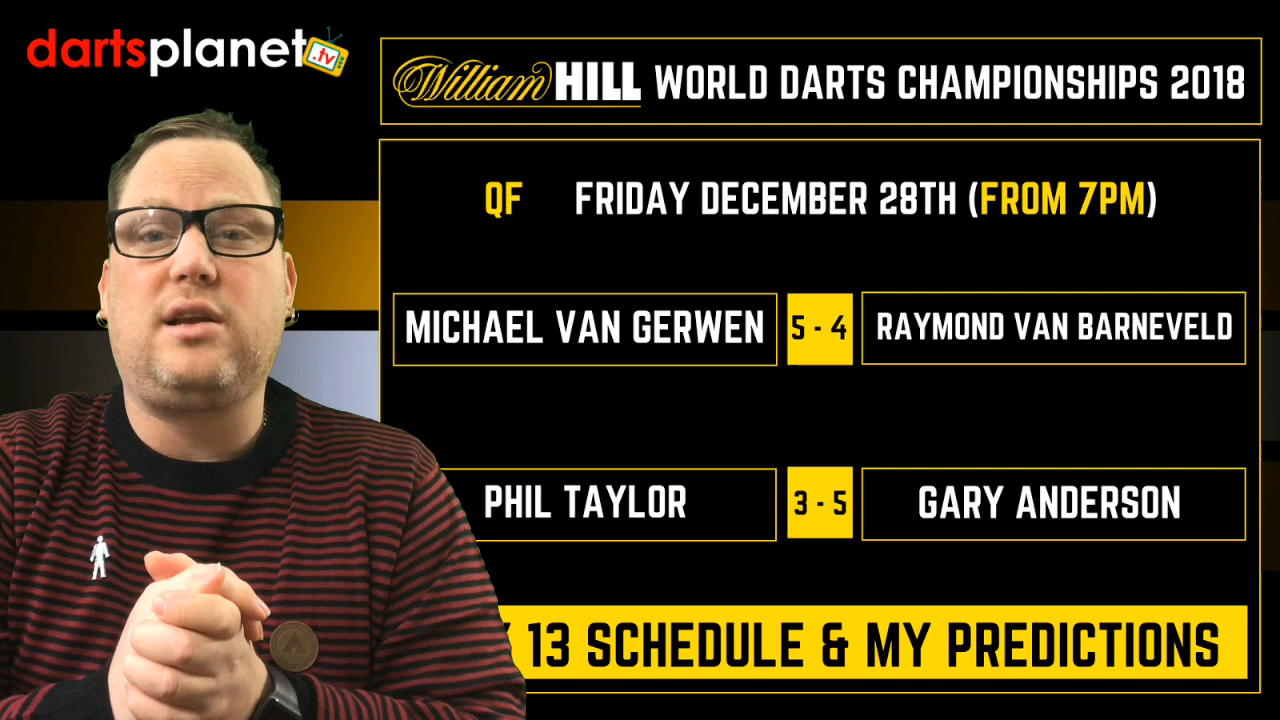 dartsplanet.tv
William HILL WORLD DARTS CHAMPIONSHIPS 2018
QF FRIDAY DECEMBER 28TH (FROM 7PM)
MICHAEL VAN GERWEN 5 - 4 RAYMOND VAN BARNEVELD
PHIL TAYLOR 3 - 5 GARY ANDERSON
13 SCHEDULE & MY PREDICTIONS